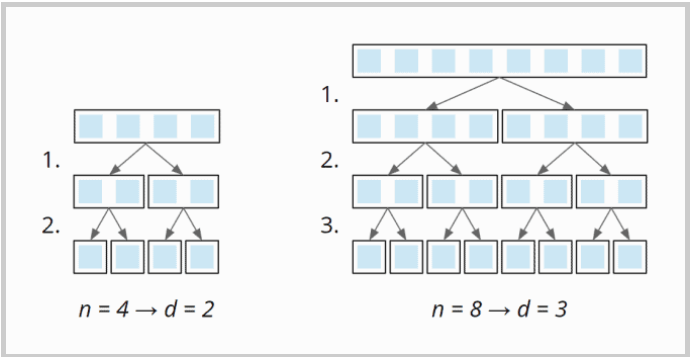 1.
2.
n = 4 → d = 2
1.
2.
3.
n = 8 → d = 3